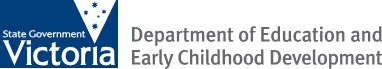 State Government
Victoria
Department of Education and
Early Childhood Development